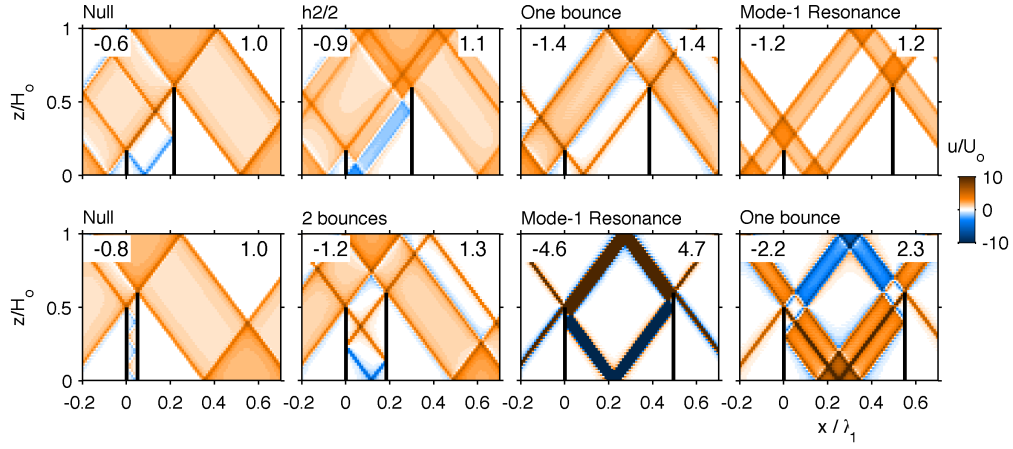 Null h2/2 One bounce Mode-1 Resonance
1
-0.6 1.0 -0.9 1.1 -1.4 1.4 -1.2 1.2
z/Ho
0.5
0
u/Uo
10
0
-10
Null 2 bounces Mode-1 Resonance One bounce
1
-0.8 1.0 -1.2 1.3 -4.6 4.7 -2.2 2.3
z/Ho
0.5
0
-0.2 0 0.2 0.4 0.6 -0.2 0 0.2 0.4 0.6 -0.2 0 0.2 0.4 0.6 -0.2 0 0.2 0.4 0.6
x / λ1